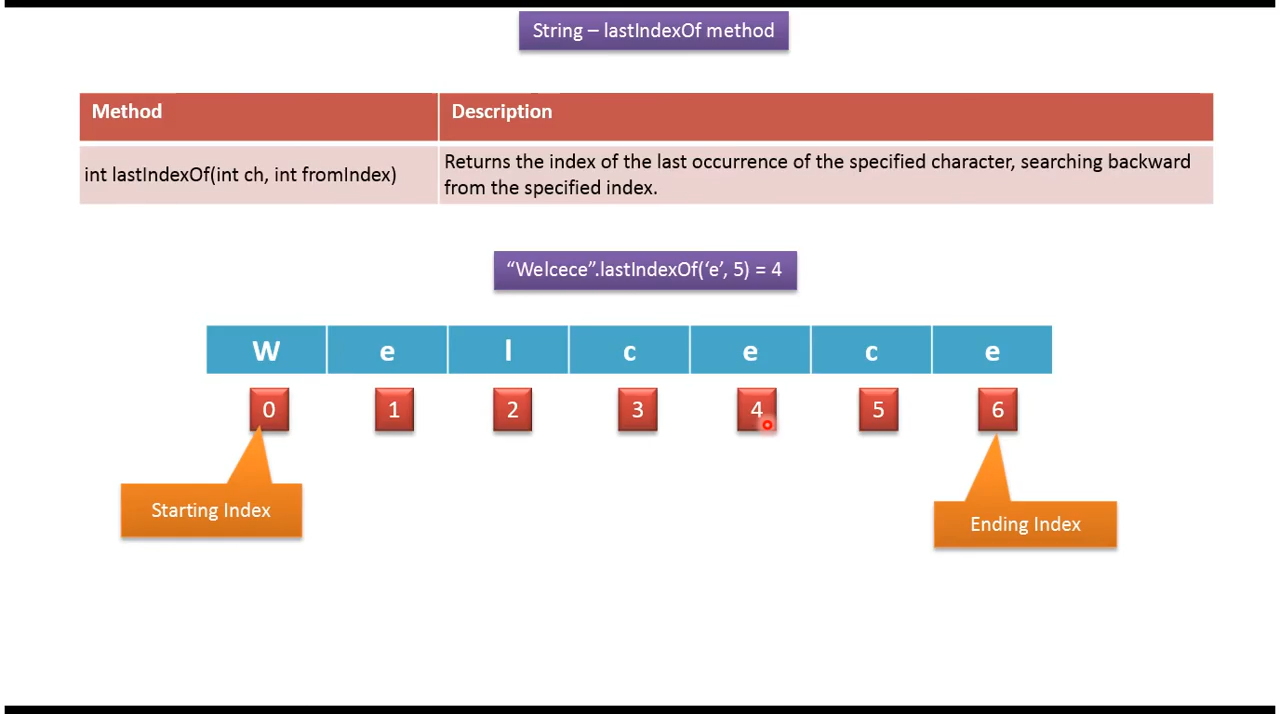 String – lastIndexOf method
Method
Description
int lastIndexOf(int ch, int fromIndex)
Returns the index of the last occurrence of the specified character, searching backward
from the specified index.
“Welcece”.lastIndexOf(‘e’, 5) = 4
W e l c e c e
0 1 2 3 4 5 6
Starting Index
Ending Index